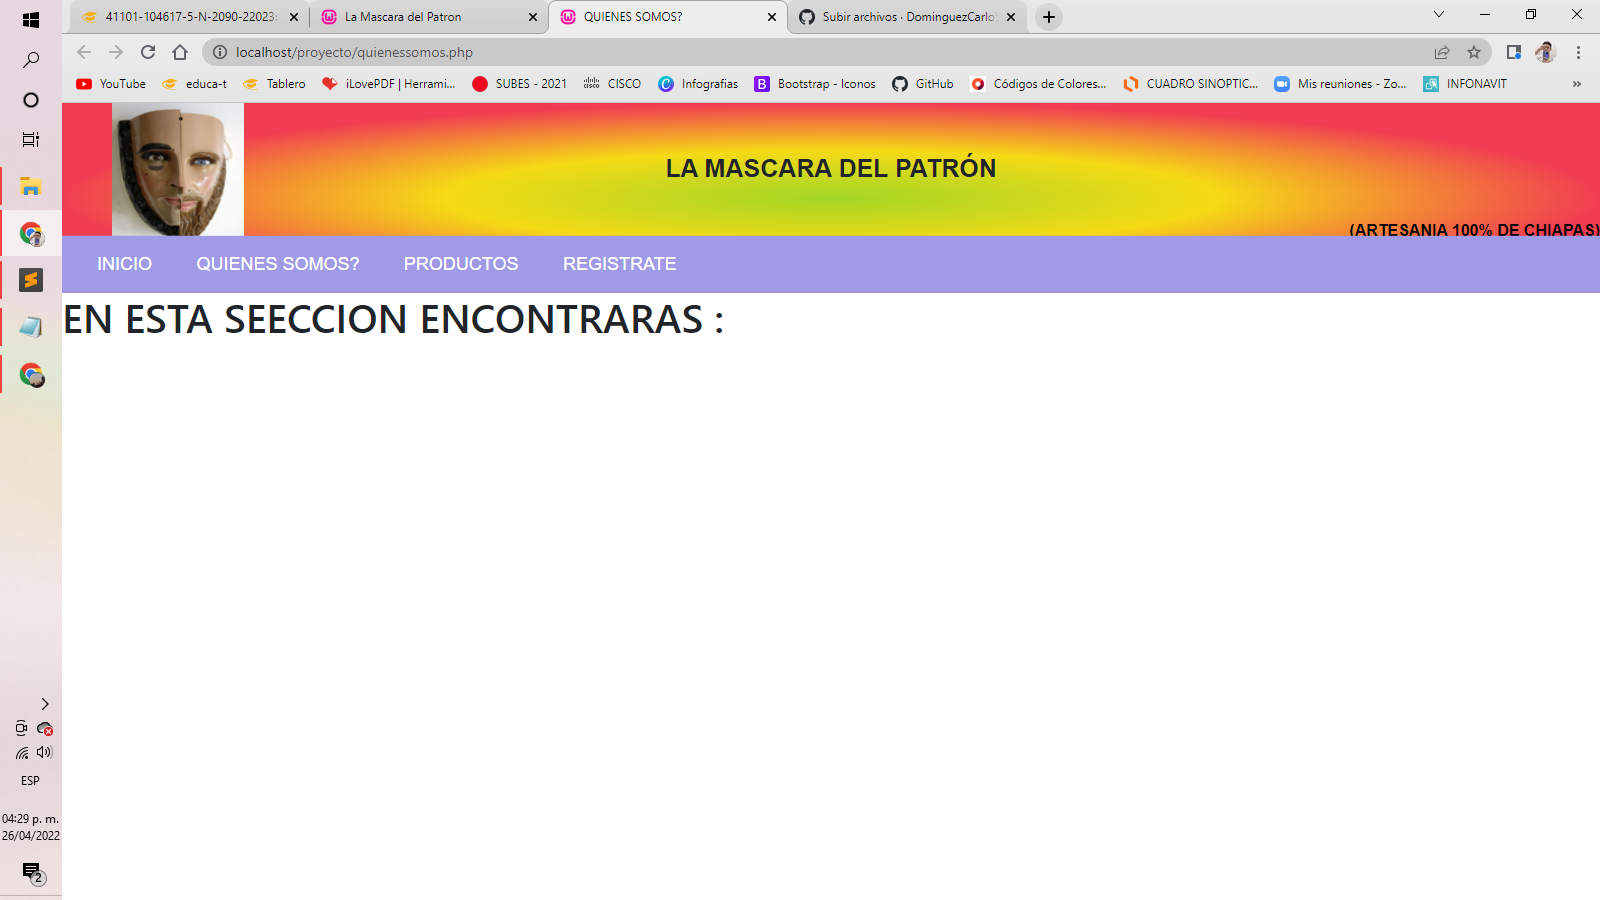 41101-104617-5-N-2090-22023
La Mascara del Patron
QUIENES SOMOS?
Subir archivos · DominguezCarlo
localhost/proyecto/quienessomos.php
YouTube
educa-t
Tablero
iLovePDF | Herrami...
SUBES - 2021
CISCO
Infografias
Bootstrap - Iconos
GitHub
Códigos de Colores...
CUADRO SINOPTIC...
Mis reuniones - Zo...
INFONAVIT
LA MASCARA DEL PATRÓN
(ARTESANIA 100% DE CHIAPAS)
INICIO QUIENES SOMOS? PRODUCTOS REGISTRATE
EN ESTA SEECCION ENCONTRARAS :
ESP
04:29 p. m.
26/04/2022
2